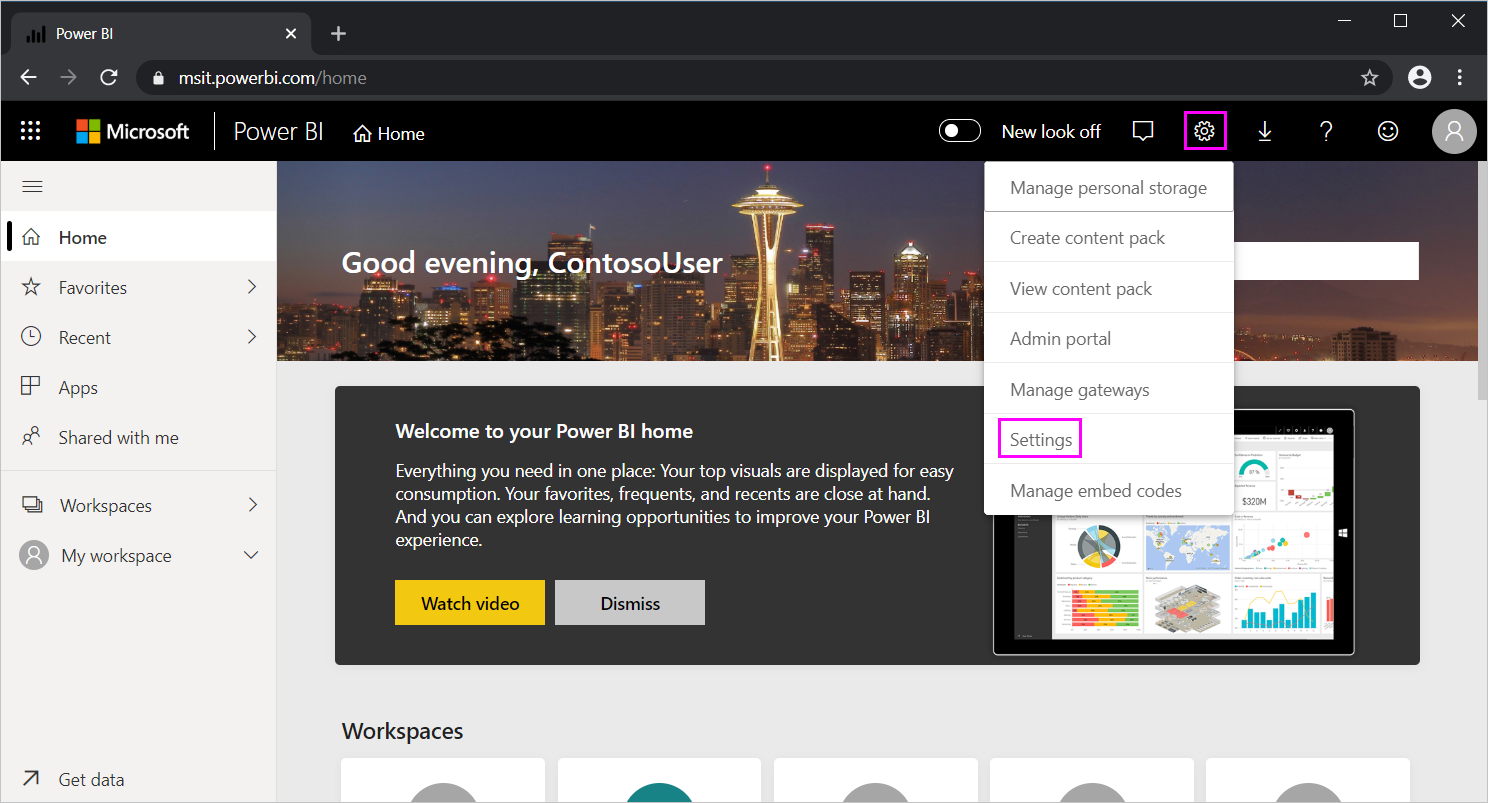 Power BI
msit.powerbi.com/home
Microsoft
Power BI
Home
New look off
Home
Favorites
Recent
Apps
Shared with me
Workspaces
My workspace
Get data
Good evening, ContosoUser
Manage personal storage
Create content pack
View content pack
Admin portal
Manage gateways
Settings
Manage embed codes
Welcome to your Power BI home
Everything you need in one place: Your top visuals are displayed for easy
consumption. Your favorites, frequents, and recents are close at hand.
And you can explore learning opportunities to improve your Power BI
experience.
Watch video
Dismiss
$320M
Workspaces